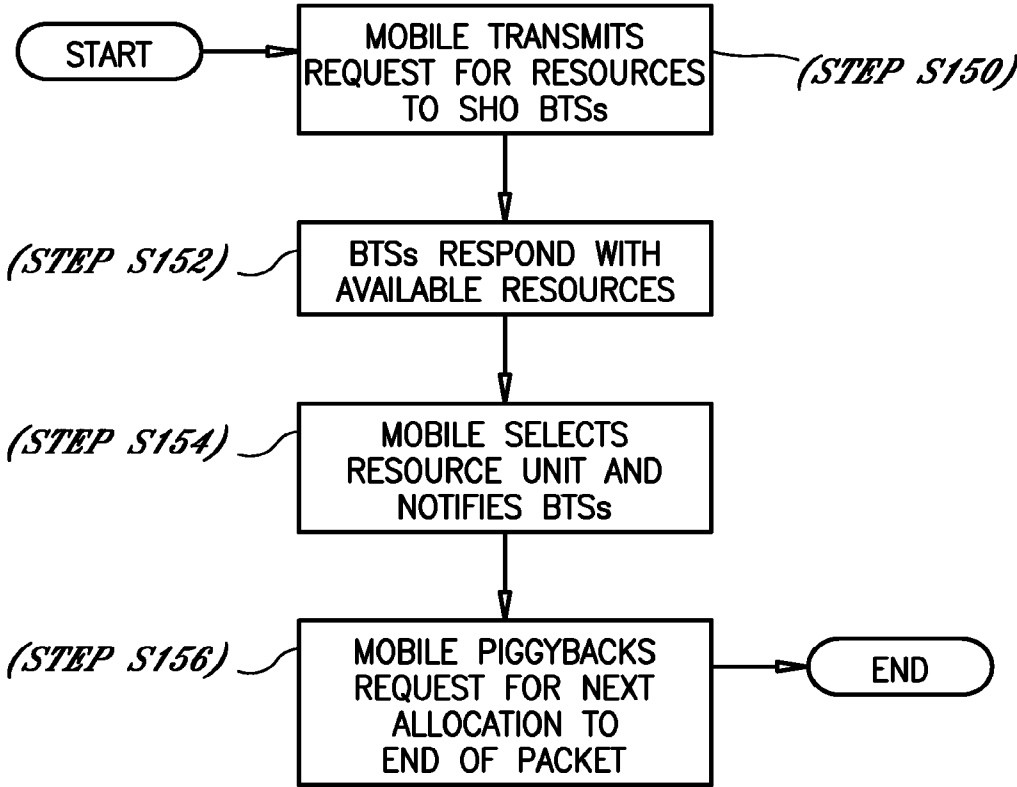 START
MOBILE TRANSMITS
REQUEST FOR RESOURCES
TO SHO BTSs
(STEP S150)
(STEP S152)
BTSs RESPOND WITH
AVAILABLE RESOURCES
(STEP S154)
MOBILE SELECTS
RESOURCE UNIT AND
NOTIFIES BTSs
(STEP S156)
MOBILE PIGGYBACKS
REQUEST FOR NEXT
ALLOCATION TO
END OF PACKET
END